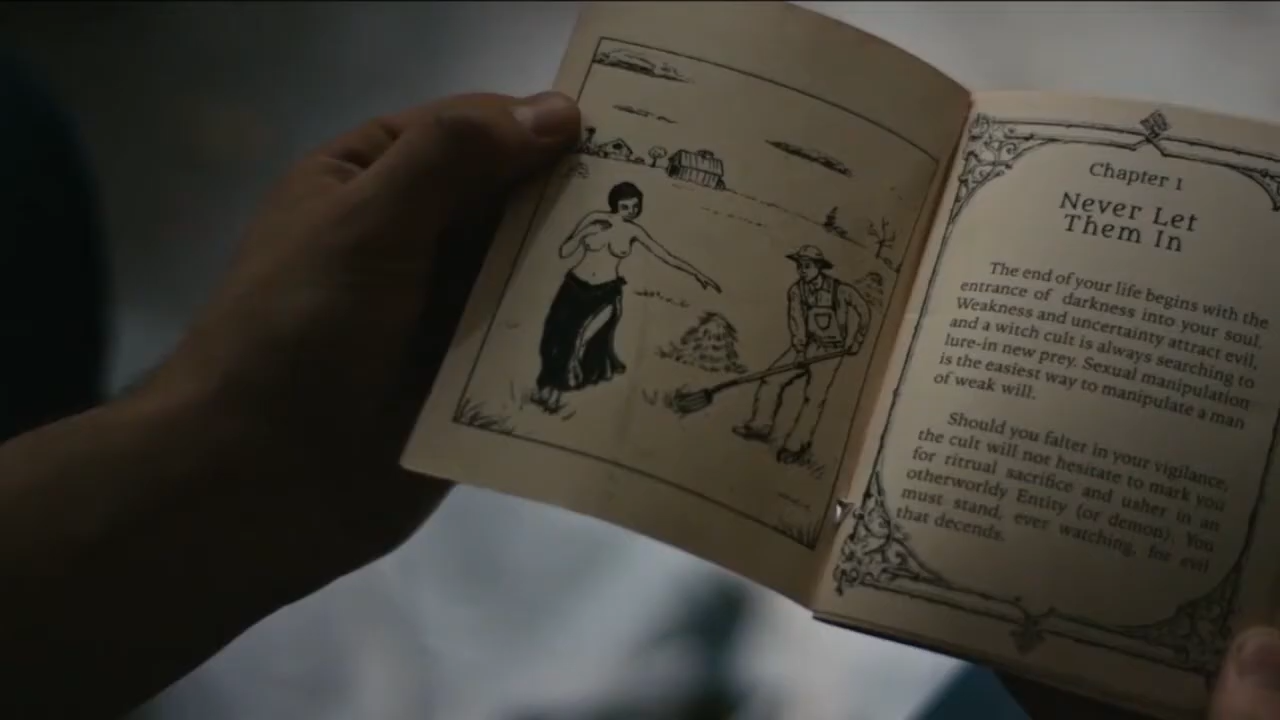 Chapter 1
Never Let
Them In
The end of your life begins with the
entrance of darkness into your soul.
Weakness and uncertainty attract evil,
and a witch cult is always searching to
lure-in new prey. Sexual manipulation
is the easiest way to manipulate a man
of weak will.
Should you falter in your vigilance,
the cult will not hesitate to mark you
for ritrual sacrifice and usher in an
otherworldy Entity (or demon). You
must stand, ever watching, for evil
that decends.